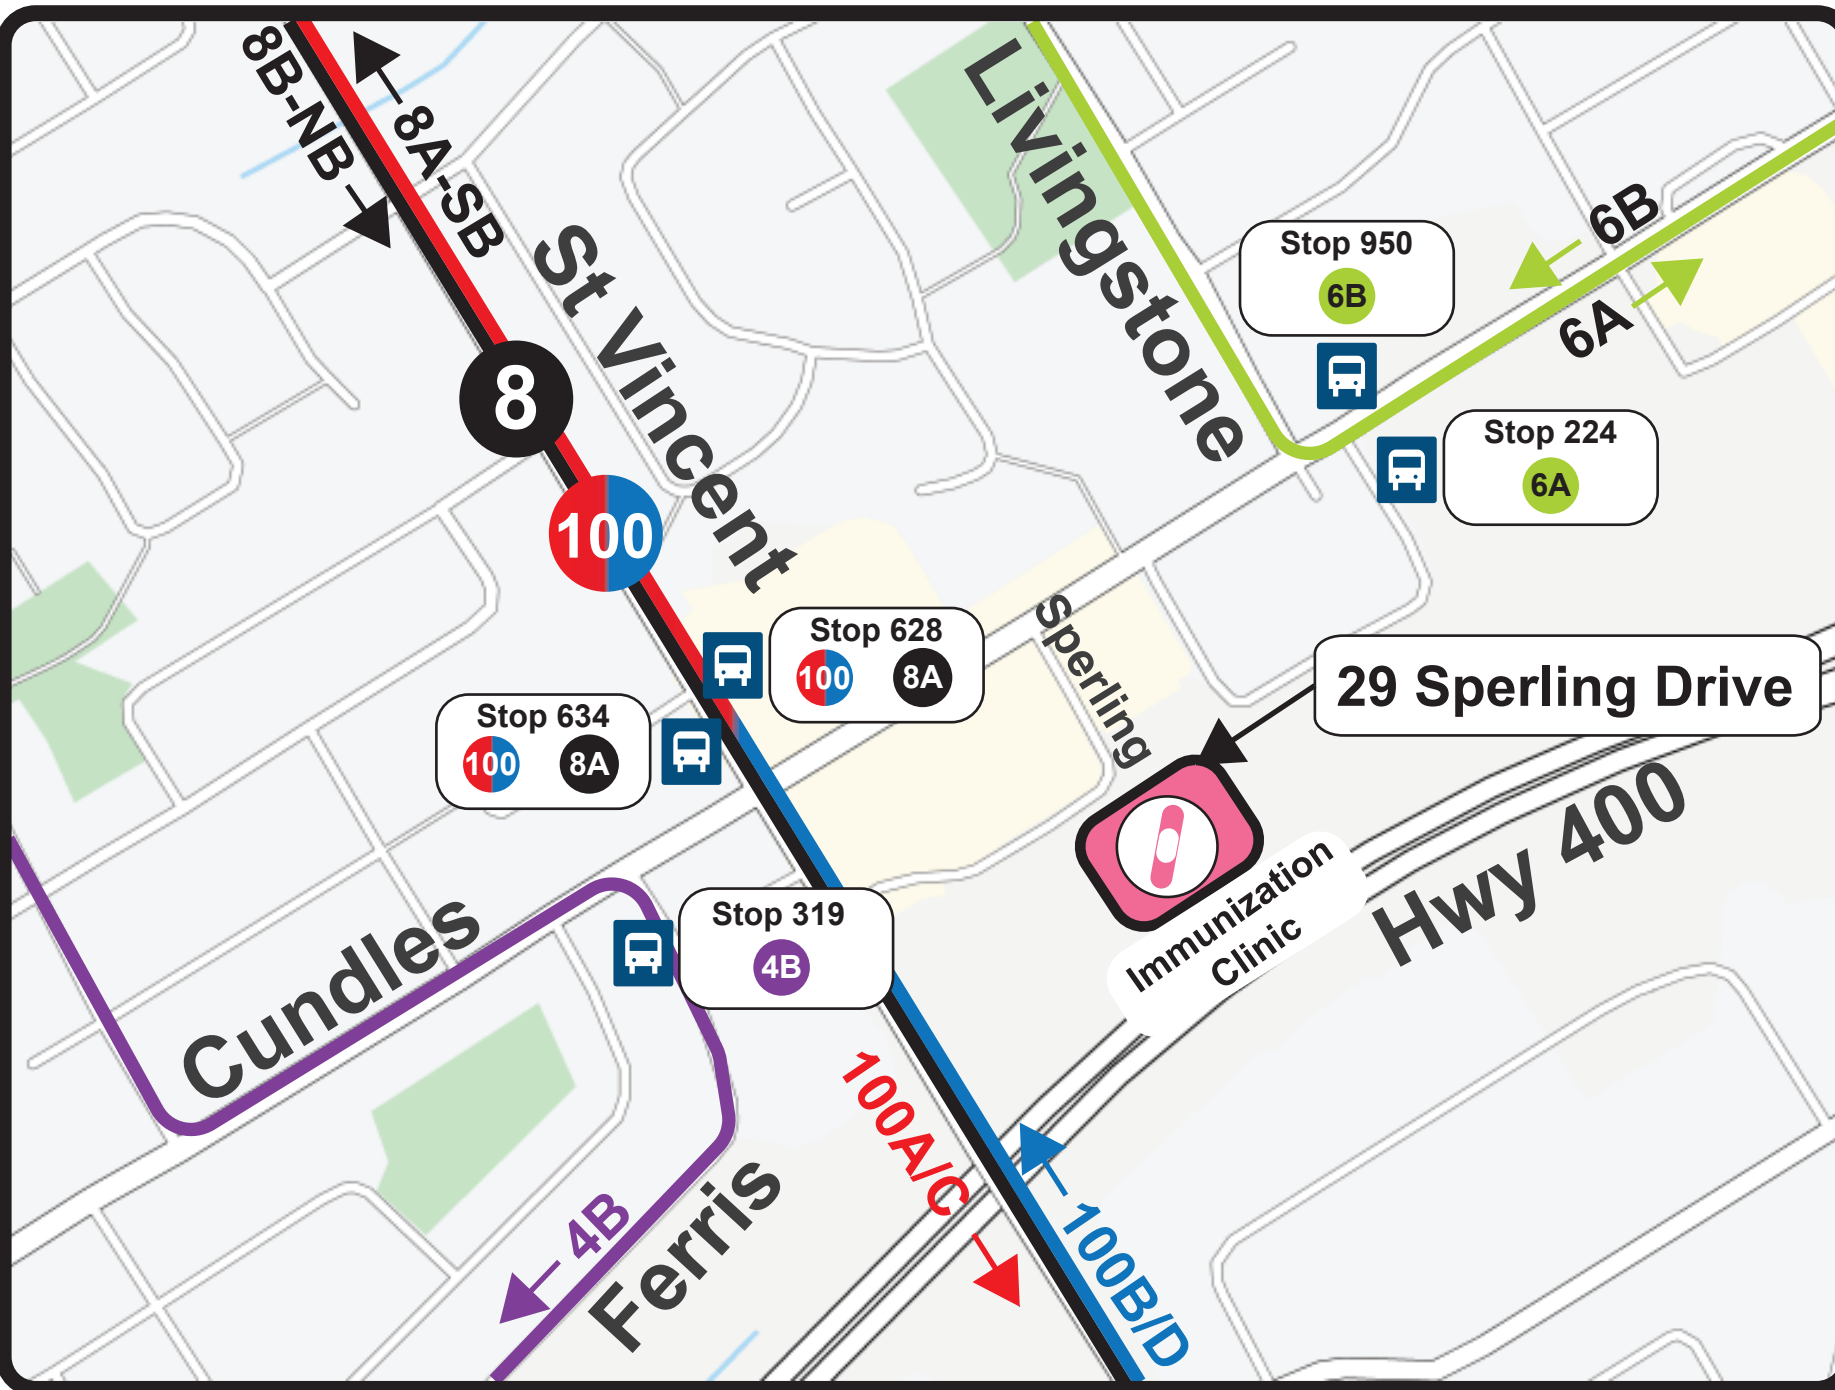 8B-NB
8A-SB
St Vincent
Livingstone
6B
6A
Stop 950
6B
Stop 224
6A
8
100
Sperling
Stop 628
100 8A
29 Sperling Drive
Stop 634
100 8A
Immunization
Clinic
Hwy 400
Stop 319
4B
Cundles
100A/C
100B/D
4B
Ferris